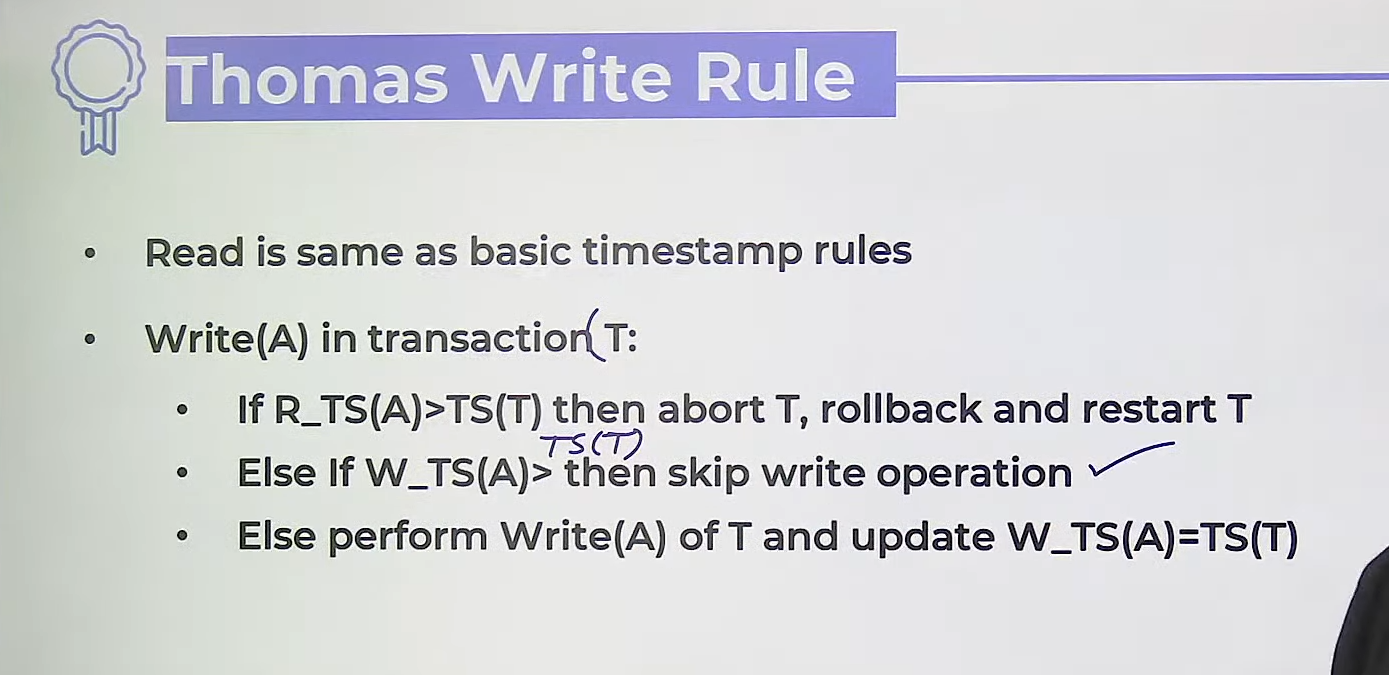 Thomas Write Rule
• Read is same as basic timestamp rules
• Write(A) in transaction(T:
• If R_TS(A)>TS(T) then abort T, rollback and restart T
TS(T)
• Else If W_TS(A)> then skip write operation
• Else perform Write(A) of T and update W_TS(A)=TS(T)